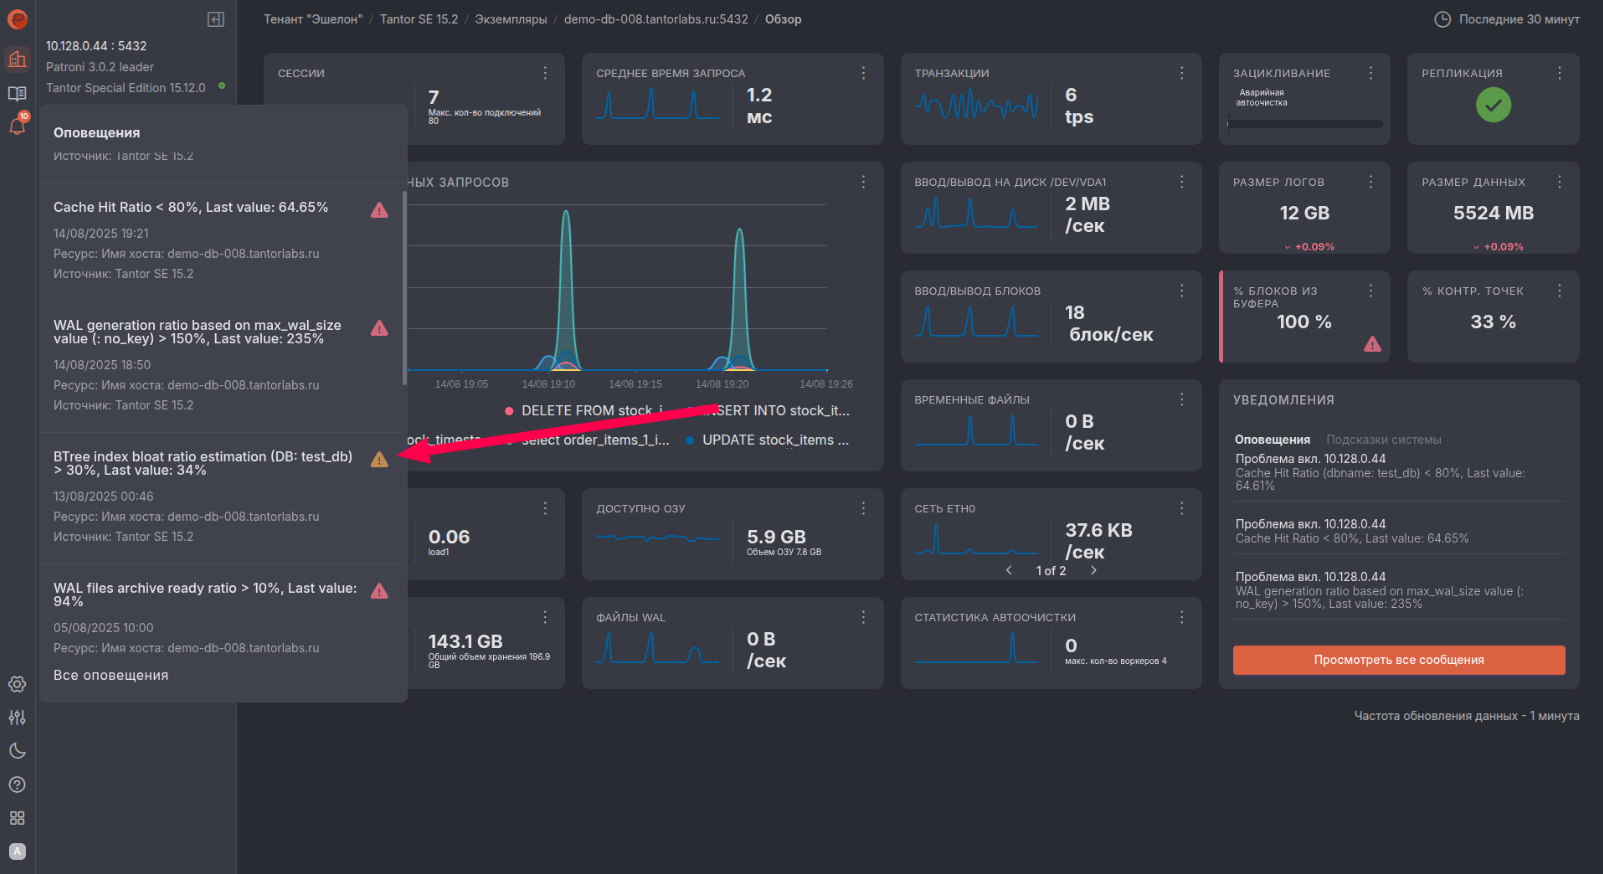 Тенант "Эшелон" / Tantor SE 15.2 / Экземпляры / demo-db-008.tantorlabs.ru:5432 / Обзор
Последние 30 минут
10.128.0.44 : 5432
Patroni 3.0.2 leader
Tantor Special Edition 15.12.0
10
Оповещения
Источник: Tantor SE 15.2
Cache Hit Ratio < 80%, Last value: 64.65%
14/08/2025 19:21
Ресурс: Имя хоста: demo-db-008.tantorlabs.ru
Источник: Tantor SE 15.2
WAL generation ratio based on max_wal_size
value (: no_key) > 150%, Last value: 235%
14/08/2025 18:50
Ресурс: Имя хоста: demo-db-008.tantorlabs.ru
Источник: Tantor SE 15.2
BTree index bloat ratio estimation (DB: test_db)
> 30%, Last value: 34%
13/08/2025 00:46
Ресурс: Имя хоста: demo-db-008.tantorlabs.ru
Источник: Tantor SE 15.2
WAL files archive ready ratio > 10%, Last value:
94%
05/08/2025 10:00
Ресурс: Имя хоста: demo-db-008.tantorlabs.ru
Все оповещения
A
СЕССИИ
7
Макс. кол-во подключений
80
СРЕДНЕЕ ВРЕМЯ ЗАПРОСА
1.2
мс
ТРАНЗАКЦИИ
6
tps
ЗАЦИКЛИВАНИЕ
Аварийная
автоочистка
РЕПЛИКАЦИЯ
НЫХ ЗАПРОСОВ
14/08 19:05
14/08 19:10
14/08 19:15
14/08 19:20
14/08 19:26
DELETE FROM stock_i
INSERT INTO stock_it...
ock_timesta
select order_items_1_i...
UPDATE stock_items ...
ВВОД/ВЫВОД НА ДИСК /DEV/VDA1
2 MB
/сек
РАЗМЕР ЛОГОВ
12 GB
+0.09%
РАЗМЕР ДАННЫХ
5524 MB
+0.09%
ВВОД/ВЫВОД БЛОКОВ
18
блок/сек
% БЛОКОВ ИЗ
БУФЕРА
100 %
% КОНТР. ТОЧЕК
33 %
ВРЕМЕННЫЕ ФАЙЛЫ
0 B
/сек
УВЕДОМЛЕНИЯ
Оповещения
Подсказки системы
Проблема вкл. 10.128.0.44
Cache Hit Ratio (dbname: test_db) < 80%, Last value:
64.61%
Проблема вкл. 10.128.0.44
Cache Hit Ratio < 80%, Last value: 64.65%
Проблема вкл. 10.128.0.44
WAL generation ratio based on max_wal_size value (:
no_key) > 150%, Last value: 235%
Просмотреть все сообщения
0.06
load1
ДОСТУПНО ОЗУ
5.9 GB
Объем ОЗУ 7.8 GB
СЕТЬ ETH0
37.6 KB
/сек
1 of 2
143.1 GB
Общий объем хранения 196.9
GB
ФАЙЛЫ WAL
0 B
/сек
СТАТИСТИКА АВТООЧИСТКИ
0
макс. кол-во воркеров 4
Частота обновления данных - 1 минута